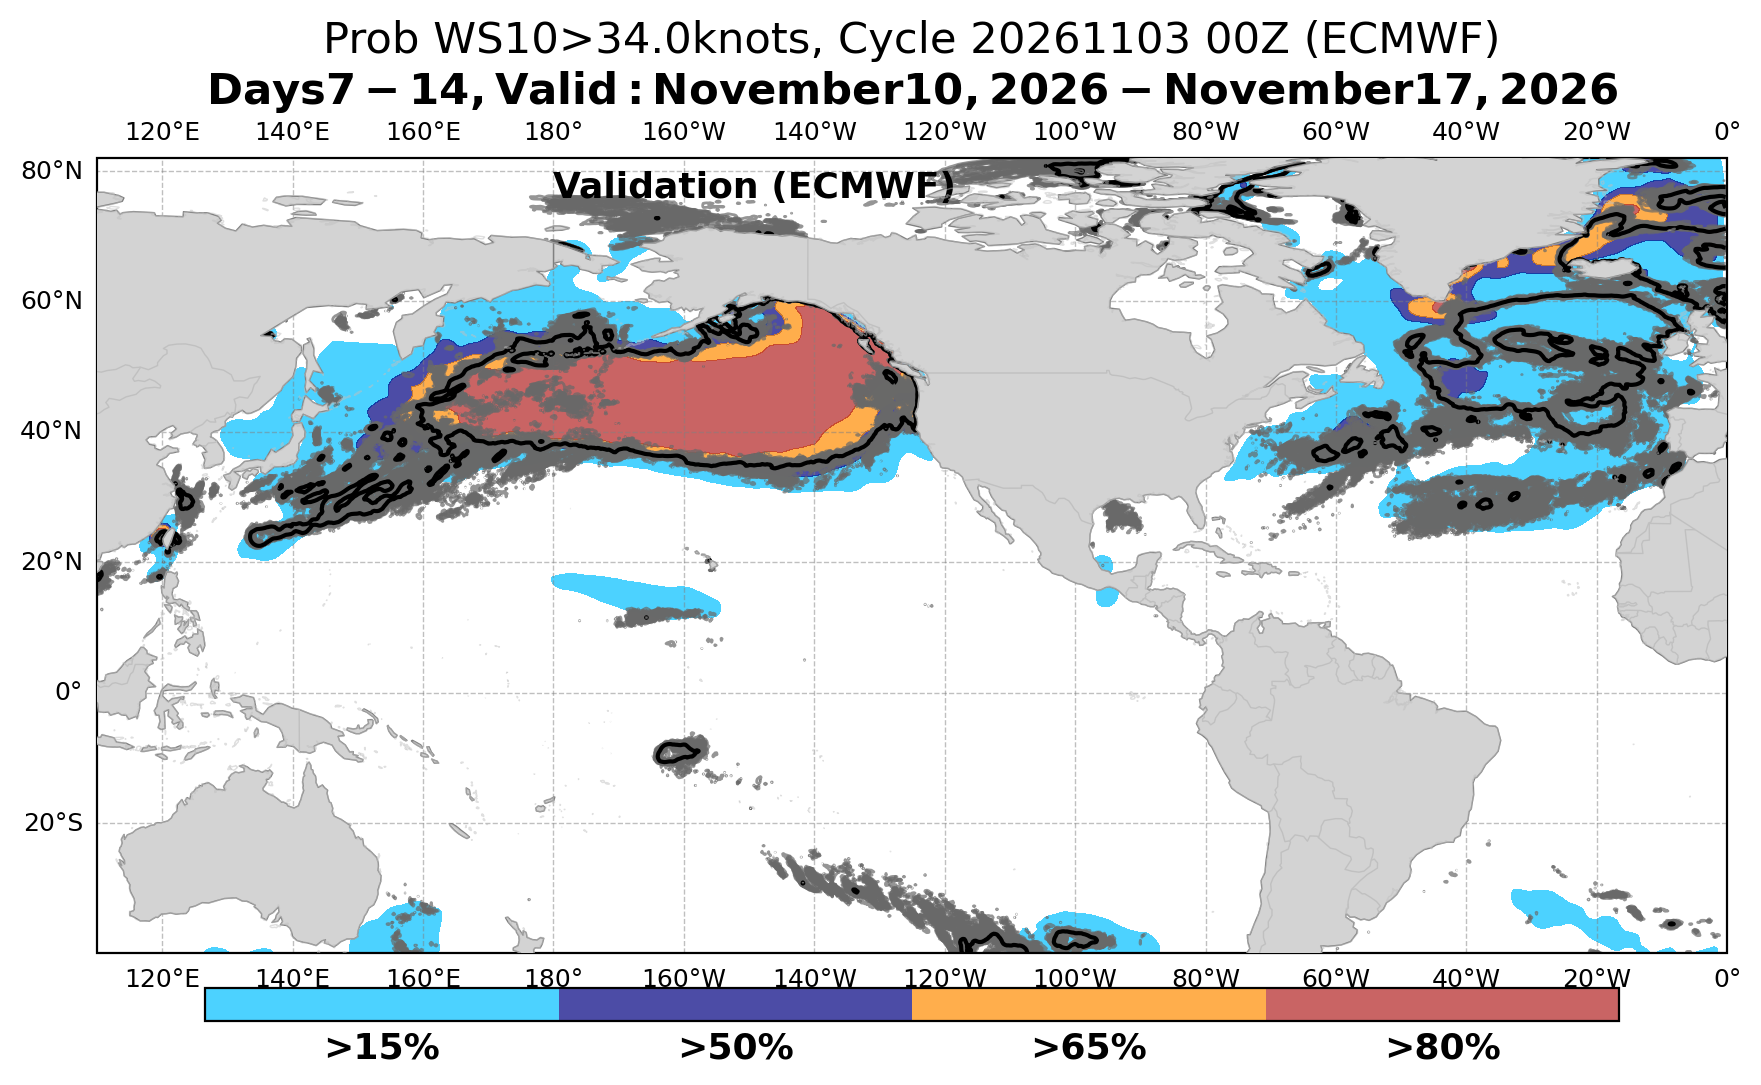 Prob WS10>34.0knots, Cycle 20261103 00Z (ECMWF)
Days7 − 14, Valid : November10, 2026 − November17, 2026
120°E 140°E 160°E 180° 160°W 140°W 120°W 100°W 80°W 60°W 40°W 20°W 0°
80°N
Validation (ECMWF)
60°N
40°N
20°N
0°
20°S
120°E 140°E 160°E 180° 160°W 140°W 120°W 100°W 80°W 60°W 40°W 20°W 0°
>15% >50% >65% >80%